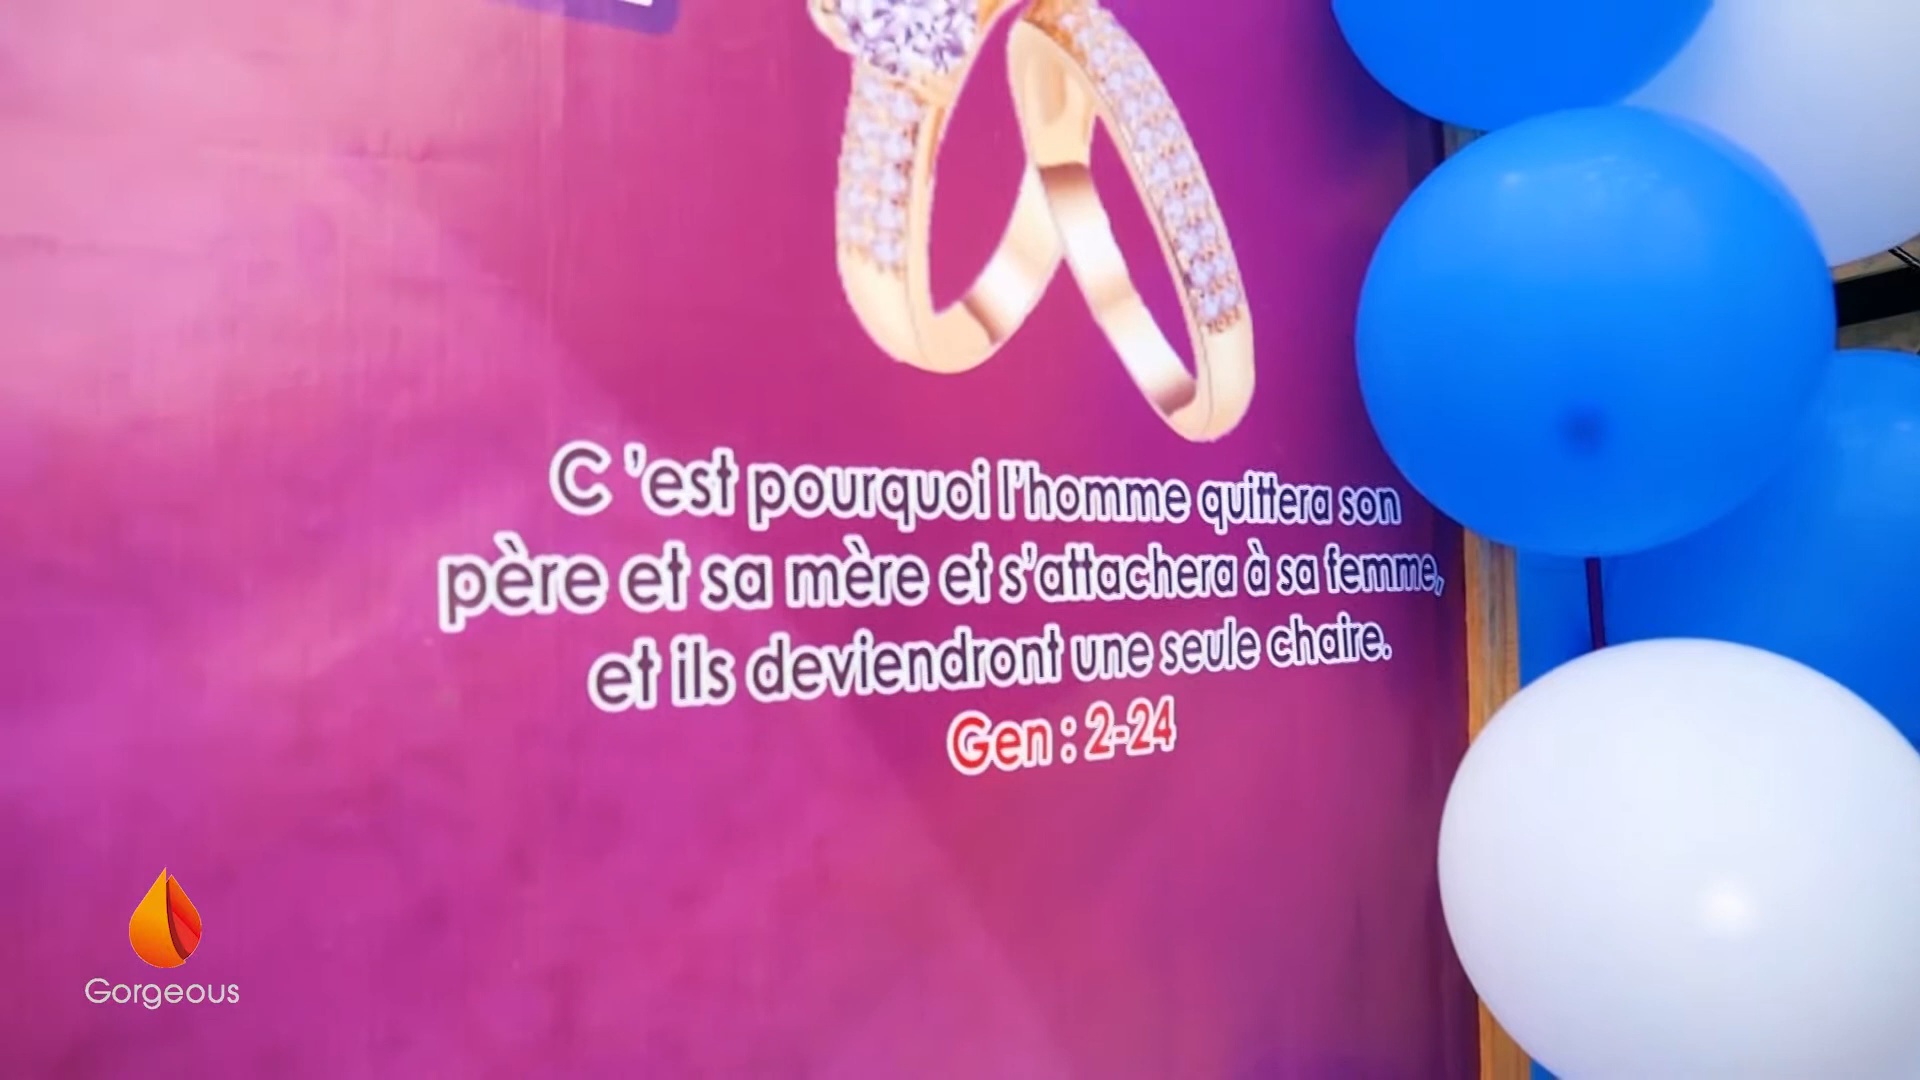 C 'est pourquoi l'homme quittera son
père et sa mère et s'attachera à sa femme,
et ils deviendront une seule chaire.
Gen : 2-24
Gorgeous